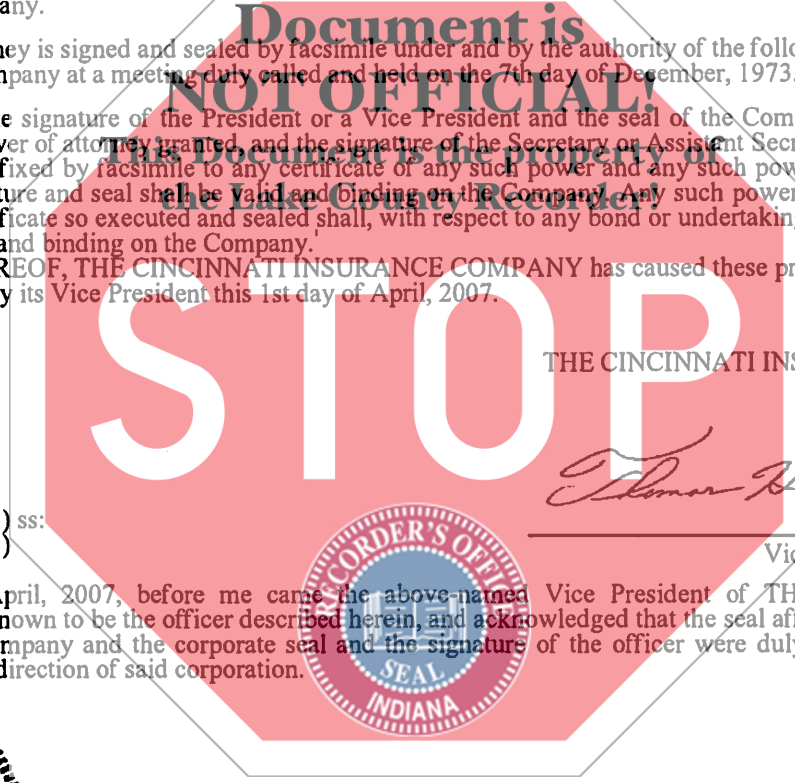 any.
Document is
ney is signed and sealed by facsimile under and by the authority of the follo
npany at a meeting duly called and held on the 7th day of December, 1973.
NOT OFFICIAL!
e signature of the President or a Vice President and the seal of the Com
ver of attorney granted, and the signature of the Secretary or Assistant Secr
This Document is the property of
fixed by facsimile to any certificate of any such power and any such pow
ture and seal shall be valid and binding on the Company. Any such power
the Lake County Recorder!
ficate so executed and sealed shall, with respect to any bond or undertaking
and binding on the Company.'
REOF, THE CINCINNATI INSURANCE COMPANY has caused these pr
y its Vice President this 1st day of April, 2007.
STOP
THE CINCINNATI INS
) ss:
)
Vic
RECORDER'S OFFICE
SEAL
INDIANA
April, 2007, before me came the above-named Vice President of TH
nown to be the officer described herein, and acknowledged that the seal aff
mpany and the corporate seal and the signature of the officer were duly
direction of said corporation.